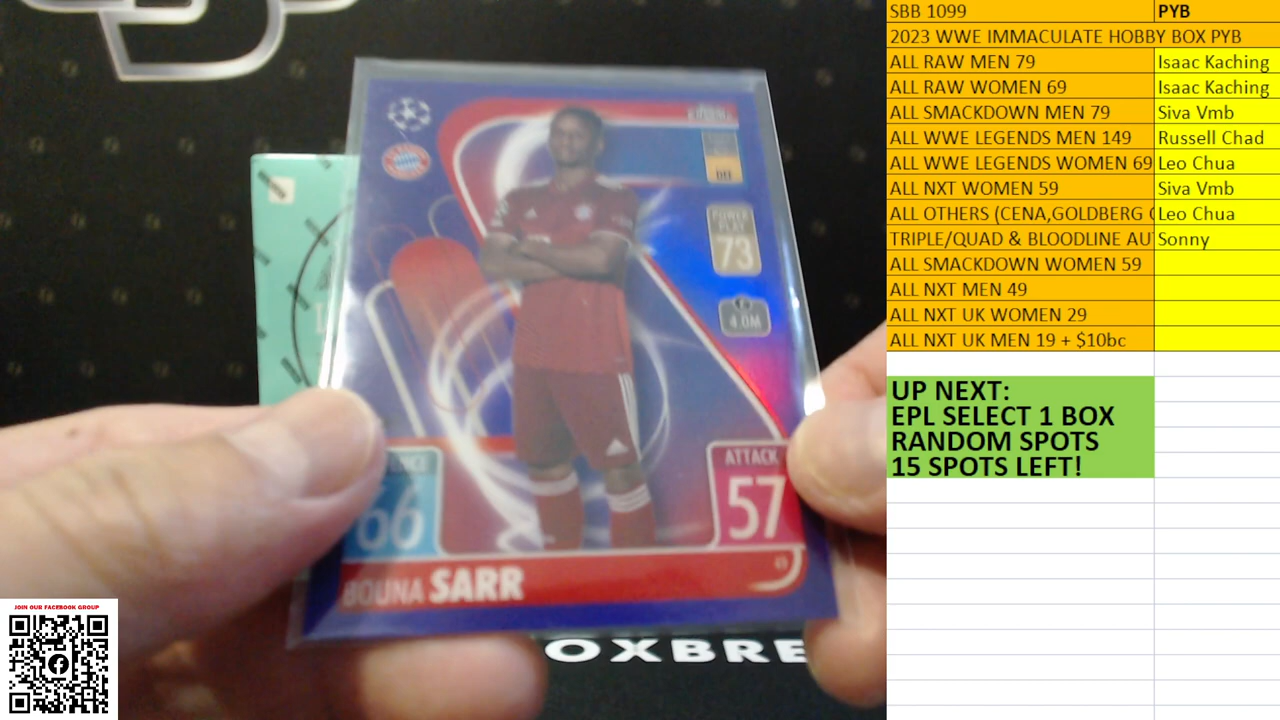 SBB 1099 PYB
2023 WWE IMMACULATE HOBBY BOX PYB
ALL RAW MEN 79 Isaac Kaching
ALL RAW WOMEN 69 Isaac Kaching
ALL SMACKDOWN MEN 79 Siva Vmb
ALL WWE LEGENDS MEN 149 Russell Chad
ALL WWE LEGENDS WOMEN 69 Leo Chua
ALL NXT WOMEN 59 Siva Vmb
ALL OTHERS (CENA,GOLDBERG Leo Chua
TRIPLE/QUAD & BLOODLINE AU Sonny
ALL SMACKDOWN WOMEN 59
ALL NXT MEN 49
ALL NXT UK WOMEN 29
ALL NXT UK MEN 19 + $10bc
UP NEXT:
EPL SELECT 1 BOX
RANDOM SPOTS
15 SPOTS LEFT!
POWER
PLAY
73
4.0M
ATTACK
66
57
BOUNA SARR
OXBRE
JOIN OUR FACEBOOK GROUP